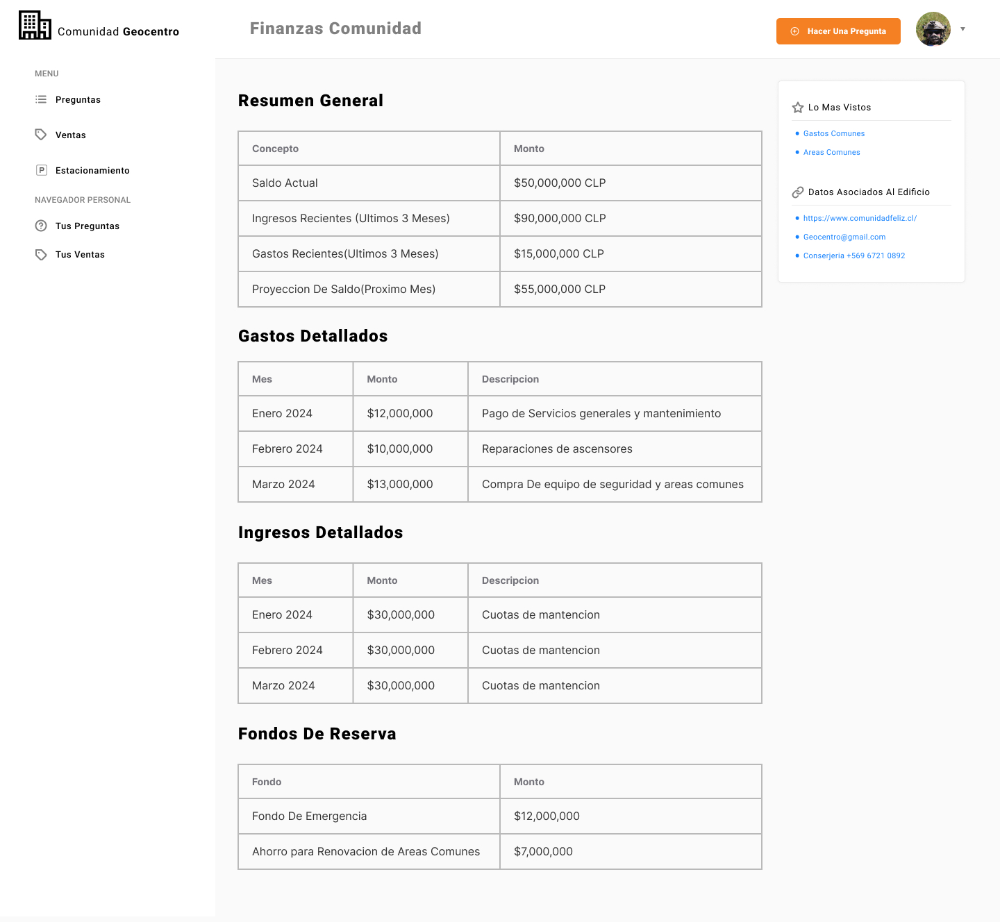 Comunidad Geocentro
Finanzas Comunidad
Hacer Una Pregunta
MENU
Preguntas
Ventas
P Estacionamiento
NAVEGADOR PERSONAL
Tus Preguntas
Tus Ventas
Resumen General
Concepto Monto
Saldo Actual $50,000,000 CLP
Ingresos Recientes (Ultimos 3 Meses) $90,000,000 CLP
Gastos Recientes(Ultimos 3 Meses) $15,000,000 CLP
Proyeccion De Saldo(Proximo Mes) $55,000,000 CLP
Gastos Detallados
Mes Monto Descripcion
Enero 2024 $12,000,000 Pago de Servicios generales y mantenimiento
Febrero 2024 $10,000,000 Reparaciones de ascensores
Marzo 2024 $13,000,000 Compra De equipo de seguridad y areas comunes
Ingresos Detallados
Mes Monto Descripcion
Enero 2024 $30,000,000 Cuotas de mantencion
Febrero 2024 $30,000,000 Cuotas de mantencion
Marzo 2024 $30,000,000 Cuotas de mantencion
Fondos De Reserva
Fondo Monto
Fondo De Emergencia $12,000,000
Ahorro para Renovacion de Areas Comunes $7,000,000
Lo Mas Vistos
Gastos Comunes
Areas Comunes
Datos Asociados Al Edificio
https://www.comunidadfeliz.cl/
Geocentro@gmail.com
Conserjeria +569 6721 0892